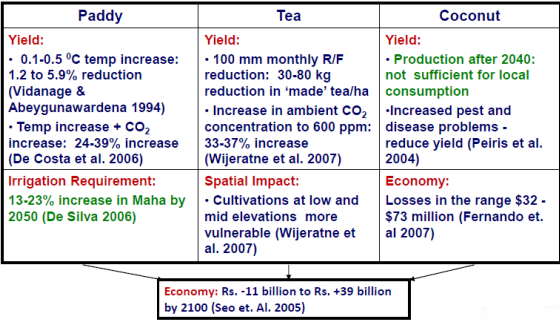 Paddy
Yield:
• 0.1-0.5 ⁰C temp increase:
1.2 to 5.9% reduction
(Vidanage &
Abeygunawardena 1994)
• Temp increase + CO₂
increase: 24-39% increase
(De Costa et al. 2006)
Irrigation Requirement:
13-23% increase in Maha by
2050 (De Silva 2006)
Tea
Yield:
• 100 mm monthly R/F
reduction: 30-80 kg
reduction in ‘made’ tea/ha
• Increase in ambient CO₂
concentration to 600 ppm:
33-37% increase
(Wijeratne et al. 2007)
Spatial Impact:
• Cultivations at low and
mid elevations more
vulnerable (Wijeratne et
al. 2007)
Coconut
Yield:
• Production after 2040:
not sufficient for local
consumption
•Increased pest and
disease problems -
reduce yield (Peiris et al.
2004)
Economy:
Losses in the range $32 -
$73 million (Fernando et.
al 2007)
Economy: Rs. -11 billion to Rs. +39 billion
by 2100 (Seo et. Al. 2005)